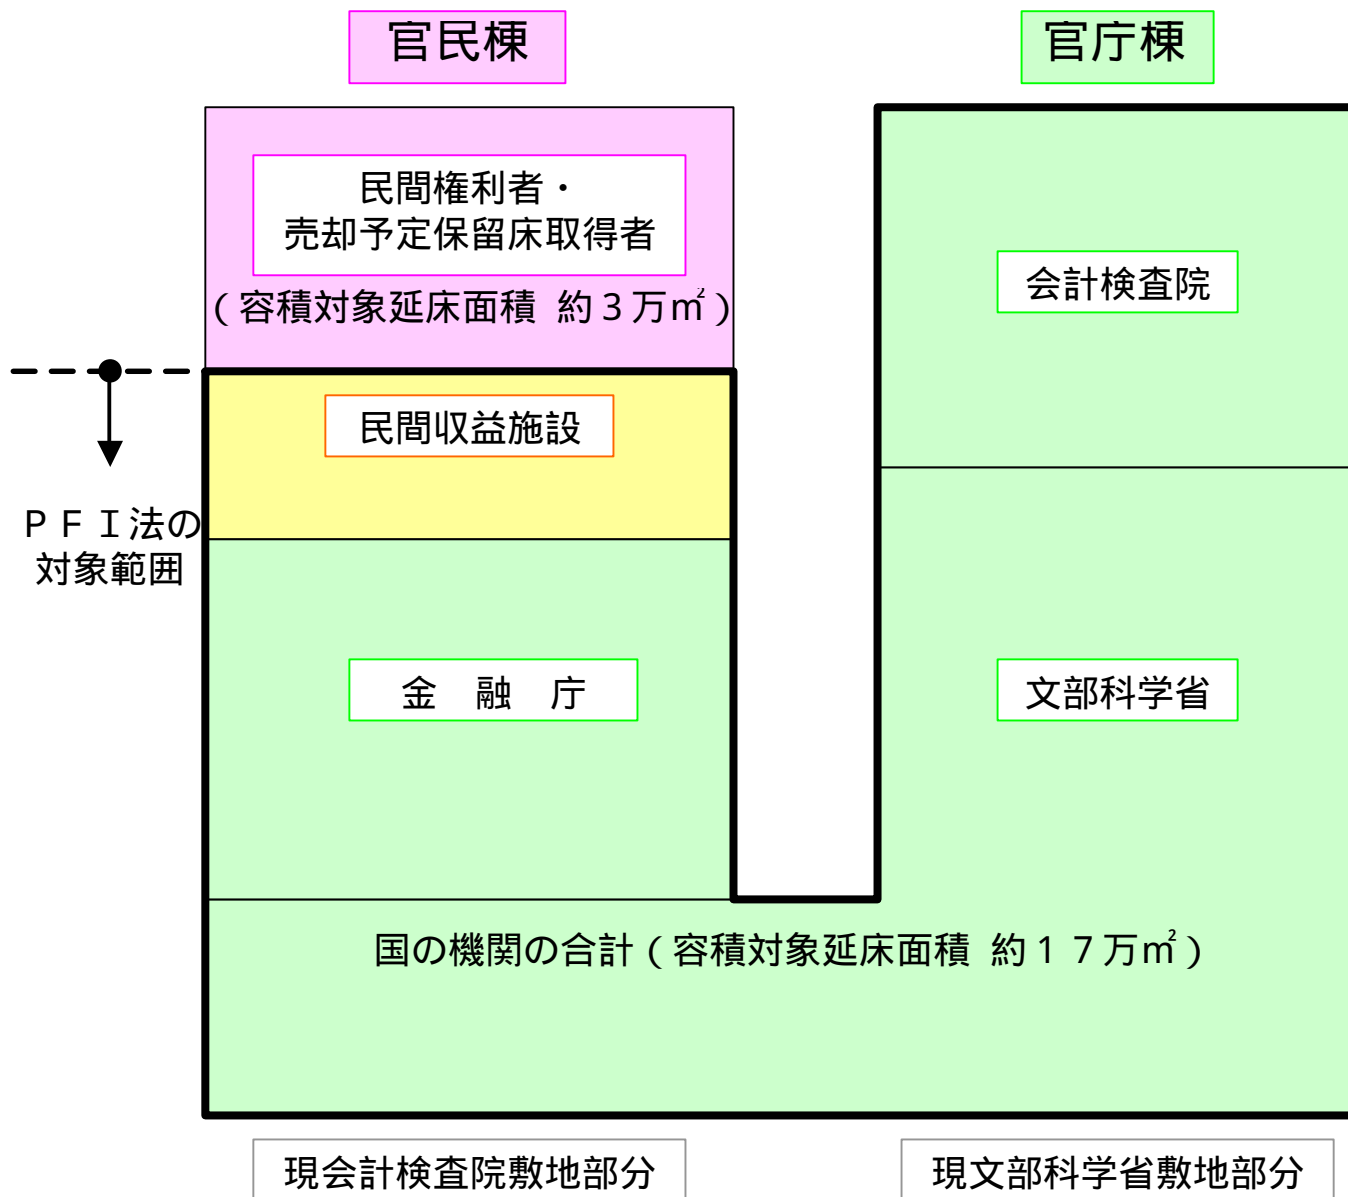 官民棟
官庁棟
民間権利者・
売却予定保留床取得者
（容積対象延床面積 約３万㎡）
会計検査院
民間収益施設
ＰＦＩ法の
対象範囲
金　融　庁
文部科学省
国の機関の合計（容積対象延床面積 約１７万㎡）
現会計検査院敷地部分
現文部科学省敷地部分